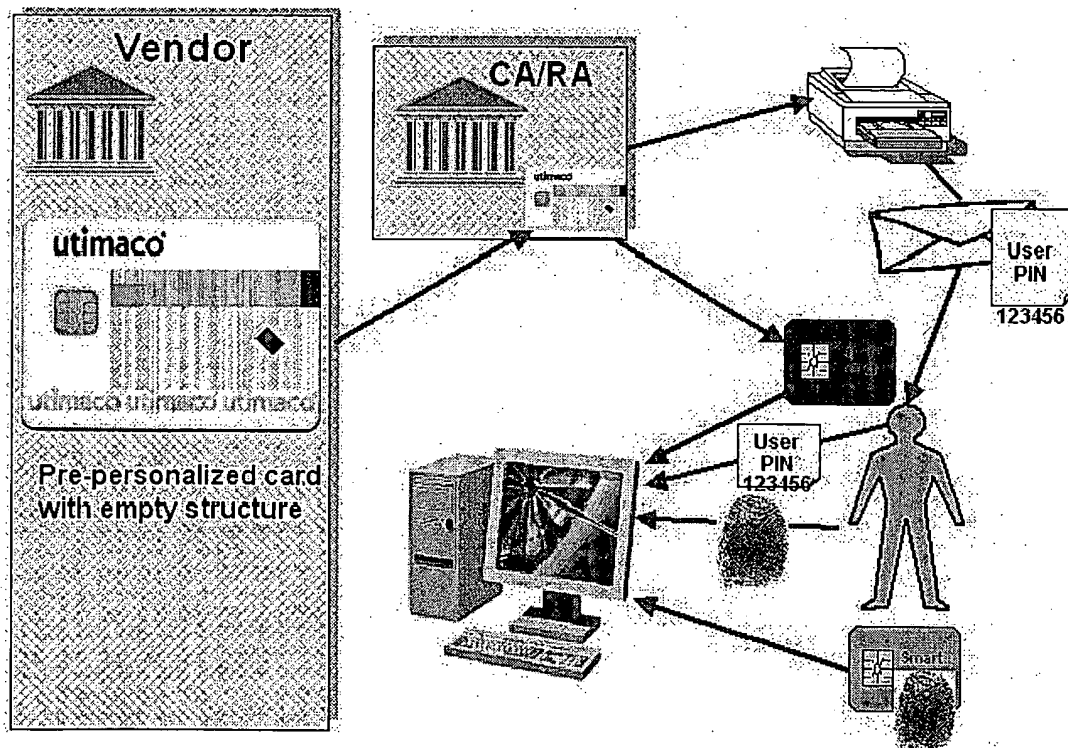 Vendor
CA/RA
utimaco
User
PIN
123456
utimaco
utimaco utimaco utimaco
User
PIN
123456
Pre-personalized card
with empty structure
Smart